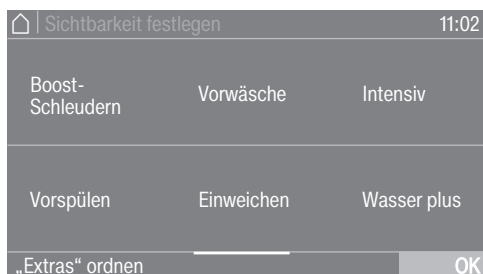 Sichtbarkeit festlegen 11:02
Boost-
Schleudern
Vorwäsche
Intensiv
Vorspülen
Einweichen
Wasser plus
„Extras“ ordnen
OK